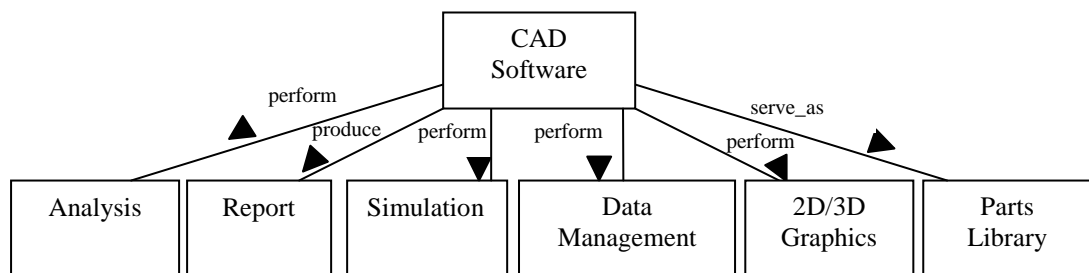 CAD
Software
perform
serve_as
produce
perform
perform
perform
Analysis
Report
Simulation
Data
Management
2D/3D
Graphics
Parts
Library